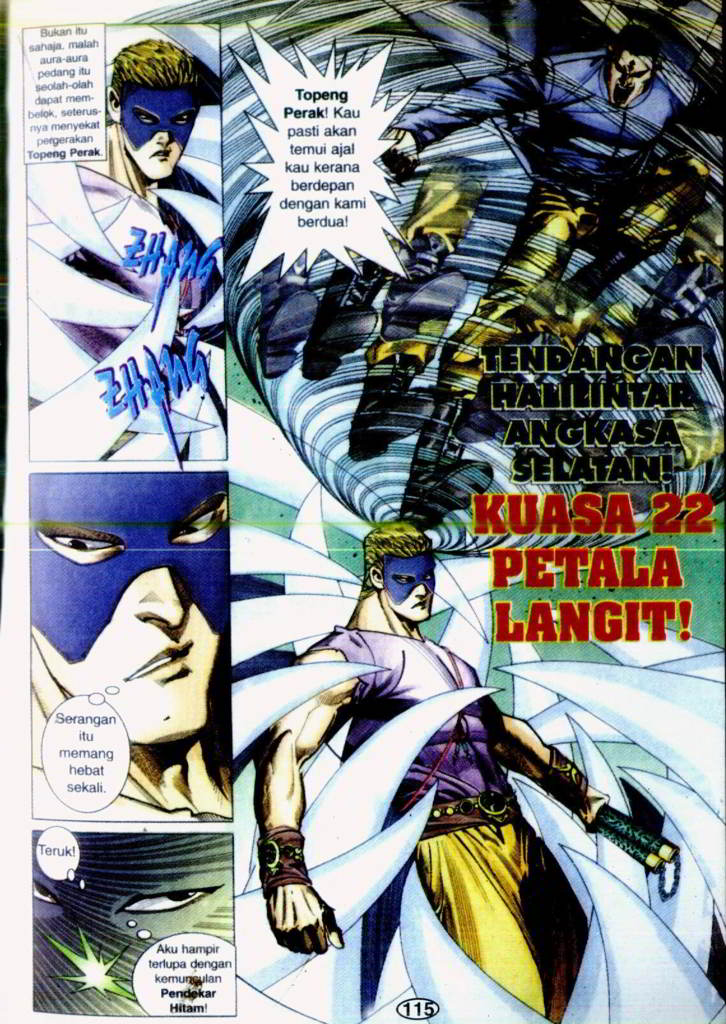 Bukan itu
sahaja, malah
aura-aura
pedang itu
seolah-olah
dapat mem-
belok, seterus-
nya menyekat
pergerakan
Topeng Perak.
ZHANG
ZHANG
Topeng
Perak! Kau
pasti akan
temui ajal
kau kerana
berdepan
dengan kami
berdua!
TENDANGAN
HALILINTAR
ANGKASA
SELATAN!
KUASA 22
PETALA
LANGIT!
Serangan
itu
memang
hebat
sekali.
Teruk!
Aku hampir
terlupa dengan
kemunculan
Pendekar
Hitam!
115